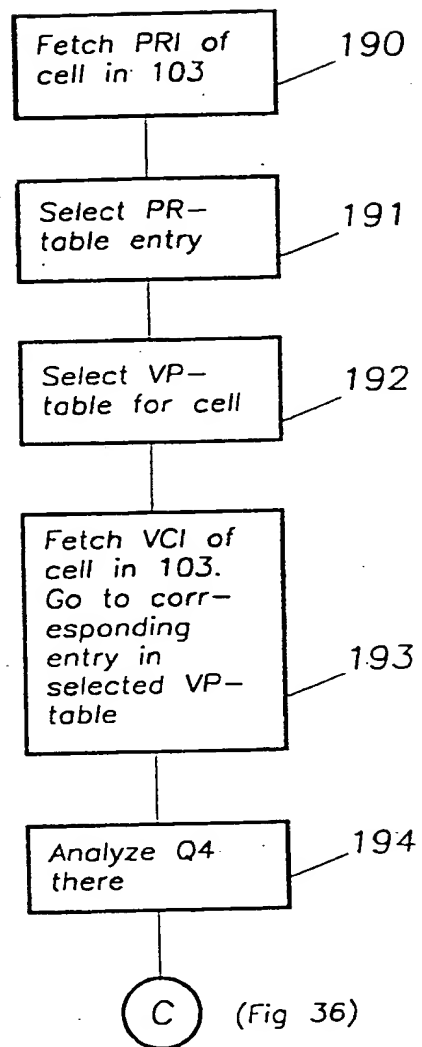 Fetch PRI of
cell in 103
190
Select PR-
table entry
191
Select VP-
table for cell
192
Fetch VCI of
cell in 103.
Go to corr-
esponding
entry in
selected VP-
table
193
Analyze Q4
there
194
C (Fig 36)